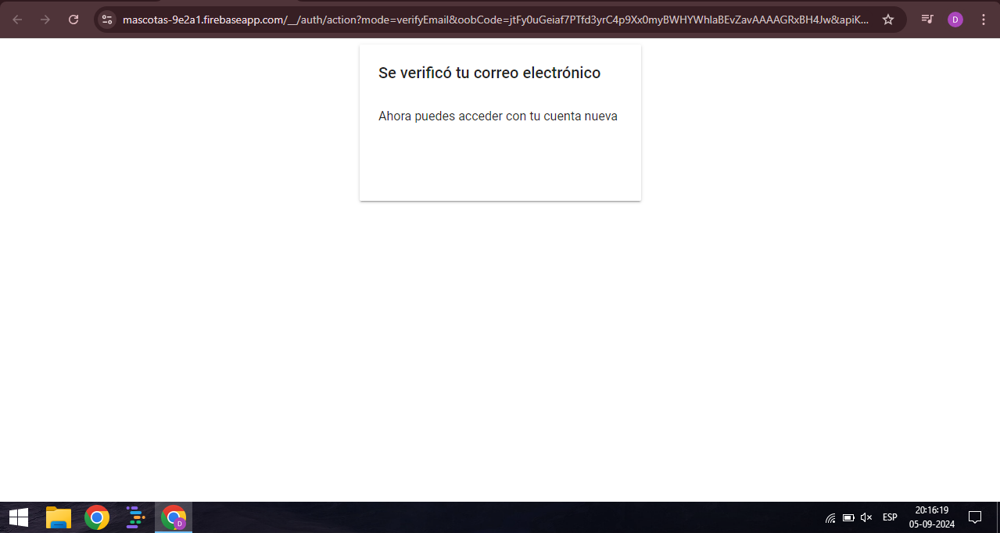 mascotas-9e2a1.firebaseapp.com/__/auth/action?mode=verifyEmail&oobCode=jtFy0uGeiaf7PTfd3yrC4p9Xx0myBWHYWhlaBEvZavAAAAGRxBH4Jw&apiK...
D
Se verificó tu correo electrónico
Ahora puedes acceder con tu cuenta nueva
D
ESP
20:16:19
05-09-2024